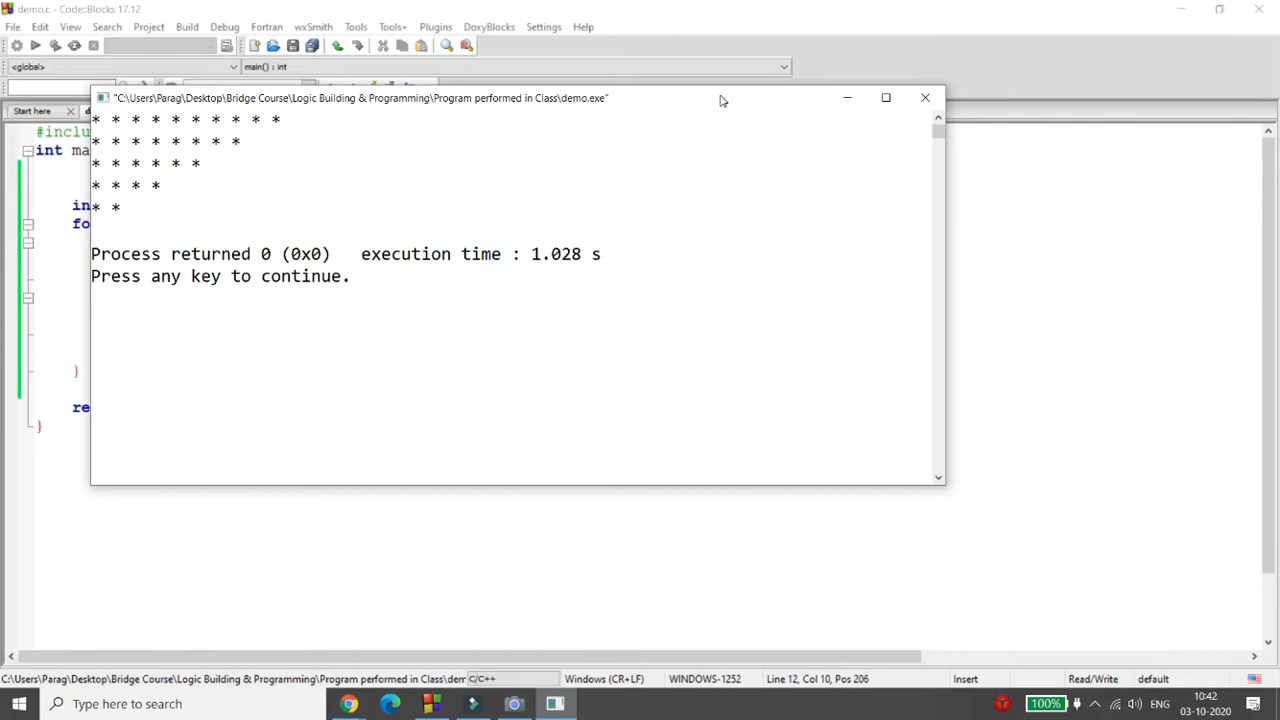 demo.c - Code::Blocks 17.12
File Edit View Search Project Build Debug Fortran wxSmith Tools Tools+ Plugins DoxyBlocks Settings Help
<global> main() : int
"C:\Users\Parag\Desktop\Bridge Course\Logic Building & Programming\Program performed in Class\demo.exe"
Start here
* * * * * * * * * *
* * * * * * * *
* * * * * *
* * * *
* *
#inclu
int ma
in
fo
}
re
}
Process returned 0 (0x0) execution time : 1.028 s
Press any key to continue.
C:\Users\Parag\Desktop\Bridge Course\Logic Building & Programming\Program performed in Class\dem C/C++ Windows (CR+LF) WINDOWS-1252 Line 12, Col 10, Pos 206 Insert Read/Write default
Type here to search 100% ENG 10:42
03-10-2020